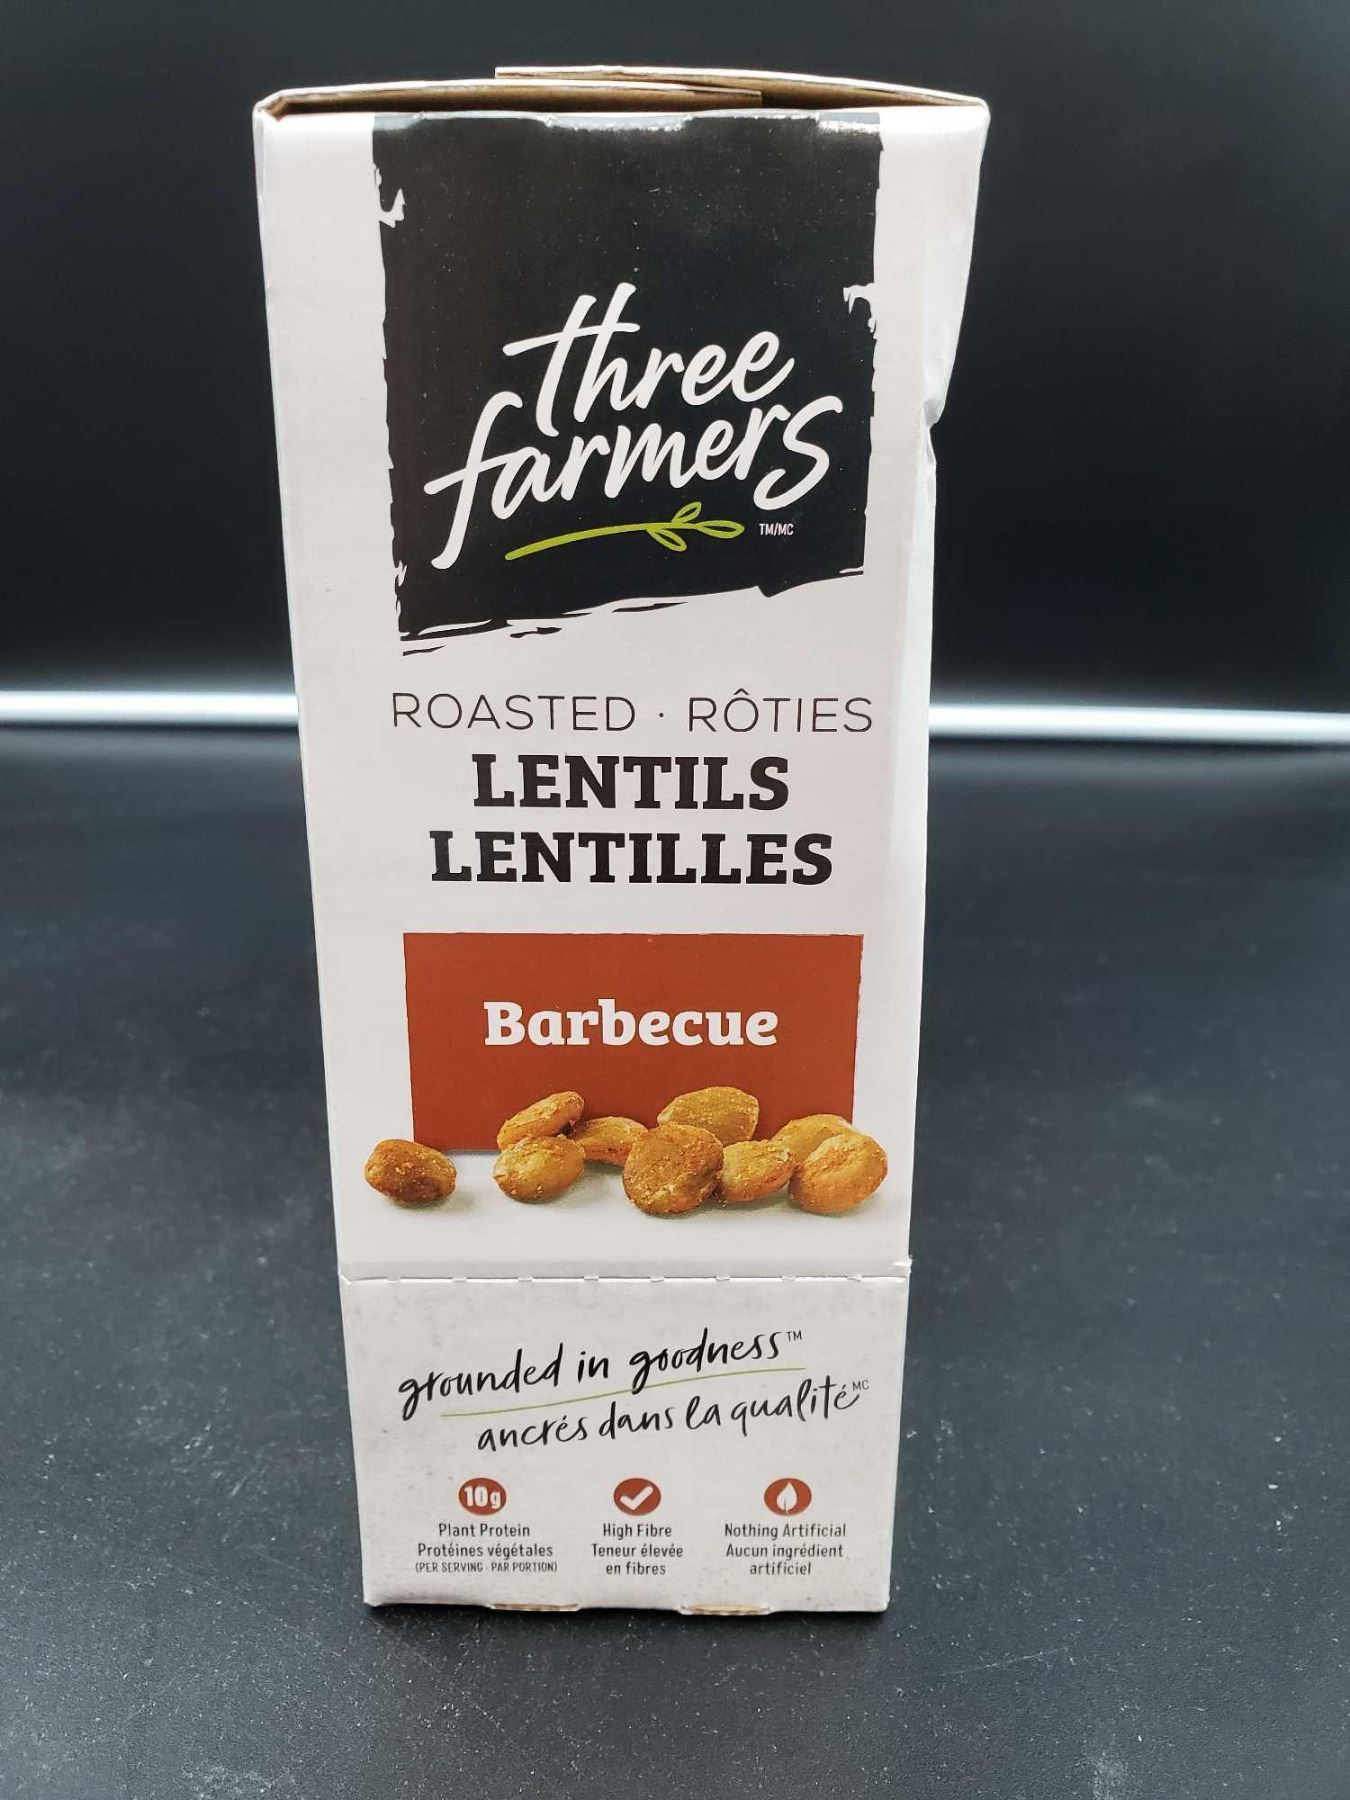 three
farmers
TM/MC
ROASTED · RÔTIES
LENTILS
LENTILLES
Barbecue
grounded in goodness™
ancrés dans la qualité MC
10g
Plant Protein
Protéines végétales
(PER SERVING · PAR PORTION)
High Fibre
Teneur élevée
en fibres
Nothing Artificial
Aucun ingrédient
artificiel